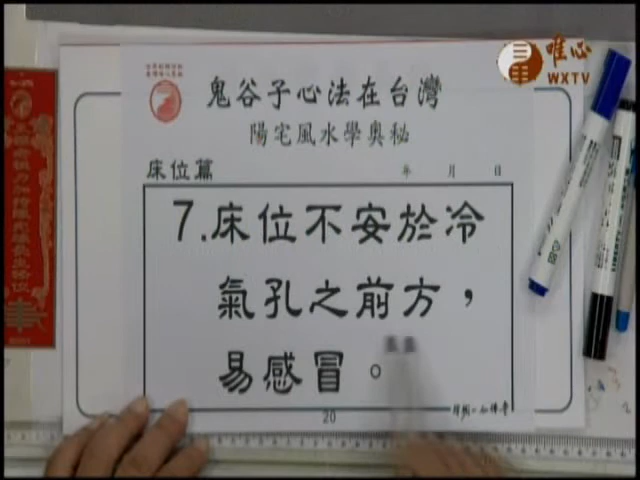 唯心
WXTV
鬼谷子心法在台灣
陽宅風水學奧秘
床位篇
年 月 日
7.床位不安於冷
氣孔之前方，
易感冒。
20